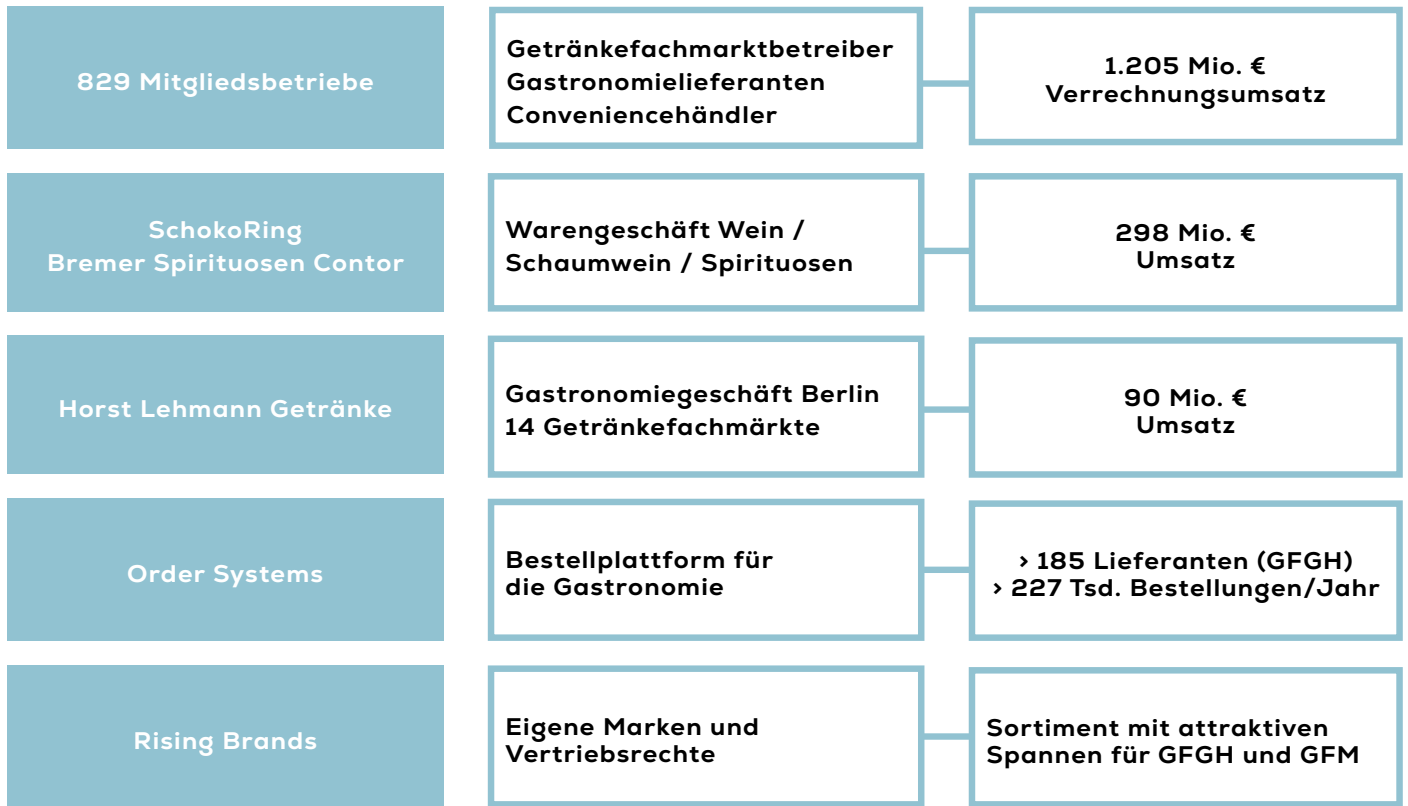 829 Mitgliedsbetriebe
Getränkefachmarktbetreiber
Gastronomielieferanten
Conveniencehändler
1.205 Mio. €
Verrechnungsumsatz
SchokoRing
Bremer Spirituosen Contor
Warengeschäft Wein /
Schaumwein / Spirituosen
298 Mio. €
Umsatz
Horst Lehmann Getränke
Gastronomiegeschäft Berlin
14 Getränkefachmärkte
90 Mio. €
Umsatz
Order Systems
Bestellplattform für
die Gastronomie
> 185 Lieferanten (GFGH)
> 227 Tsd. Bestellungen/Jahr
Rising Brands
Eigene Marken und
Vertriebsrechte
Sortiment mit attraktiven
Spannen für GFGH und GFM